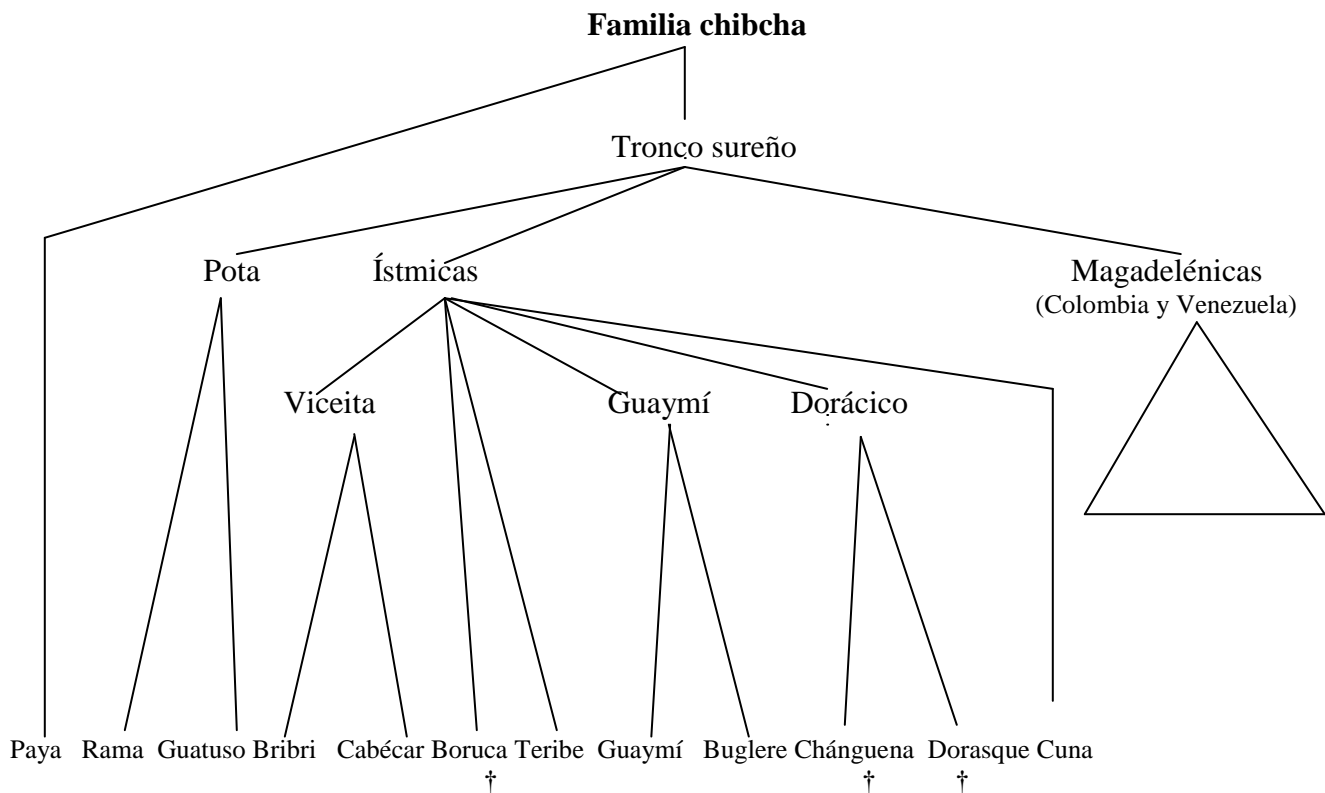 Familia chibcha
Tronco sureño
Pota Ístmicas Magadelénicas
(Colombia y Venezuela)
Viceita Guaymí Dorácico
Paya Rama Guatuso Bribri Cabécar Boruca Teribe Guaymí Buglere Chánguena Dorasque Cuna
† † †